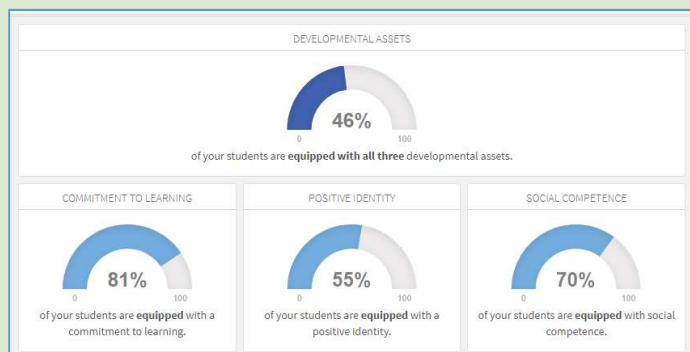 DEVELOPMENTAL ASSETS
46%
0 100
of your students are equipped with all three developmental assets.
COMMITMENT TO LEARNING
81%
0 100
of your students are equipped with a
commitment to learning.
POSITIVE IDENTITY
55%
0 100
of your students are equipped with a
positive identity.
SOCIAL COMPETENCE
70%
0 100
of your students are equipped with social
competence.